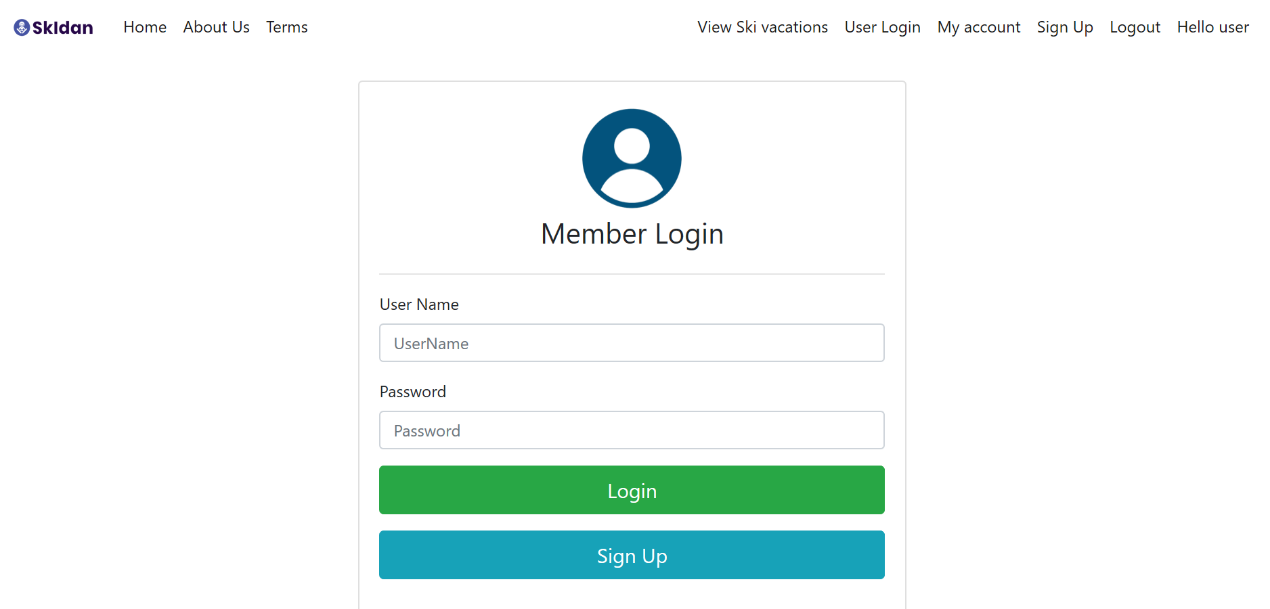 SkIdan Home About Us Terms View Ski vacations User Login My account Sign Up Logout Hello user
Member Login
User Name
UserName
Password
Password
Login
Sign Up